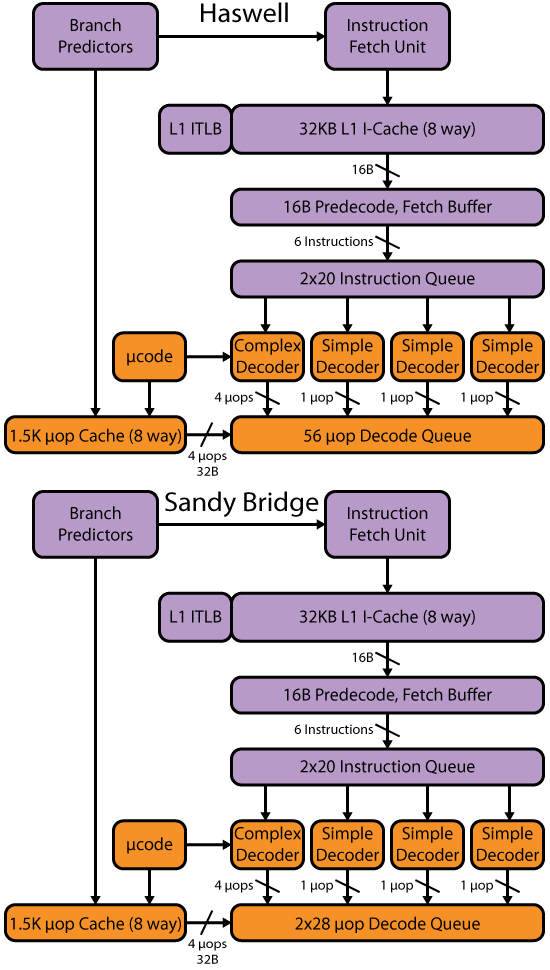 Haswell
Branch
Predictors
Instruction
Fetch Unit
L1 ITLB
32KB L1 I-Cache (8 way)
16B
16B Predecode, Fetch Buffer
6 Instructions
2x20 Instruction Queue
µcode
Complex
Decoder
Simple
Decoder
Simple
Decoder
Simple
Decoder
4 µops
1 µop
1 µop
1 µop
1.5K µop Cache (8 way)
4 µops
32B
56 µop Decode Queue
Sandy Bridge
Branch
Predictors
Instruction
Fetch Unit
L1 ITLB
32KB L1 I-Cache (8 way)
16B
16B Predecode, Fetch Buffer
6 Instructions
2x20 Instruction Queue
µcode
Complex
Decoder
Simple
Decoder
Simple
Decoder
Simple
Decoder
4 µops
1 µop
1 µop
1 µop
1.5K µop Cache (8 way)
4 µops
32B
2x28 µop Decode Queue